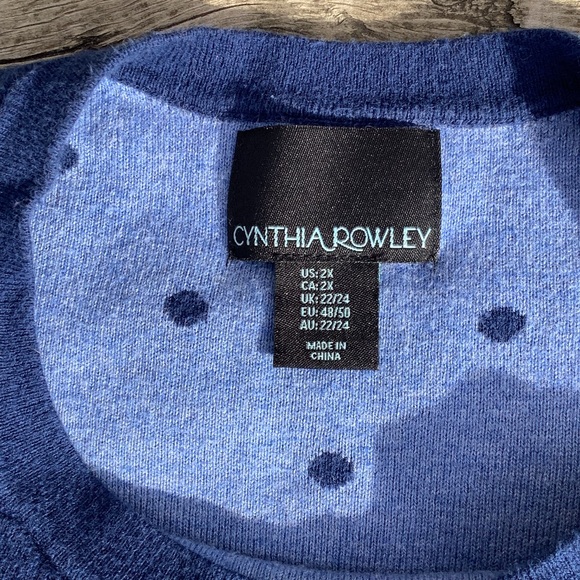 CYNTHIA ROWLEY
US: 2X
CA: 2X
UK: 22/24
EU: 48/50
AU: 22/24
MADE IN
CHINA